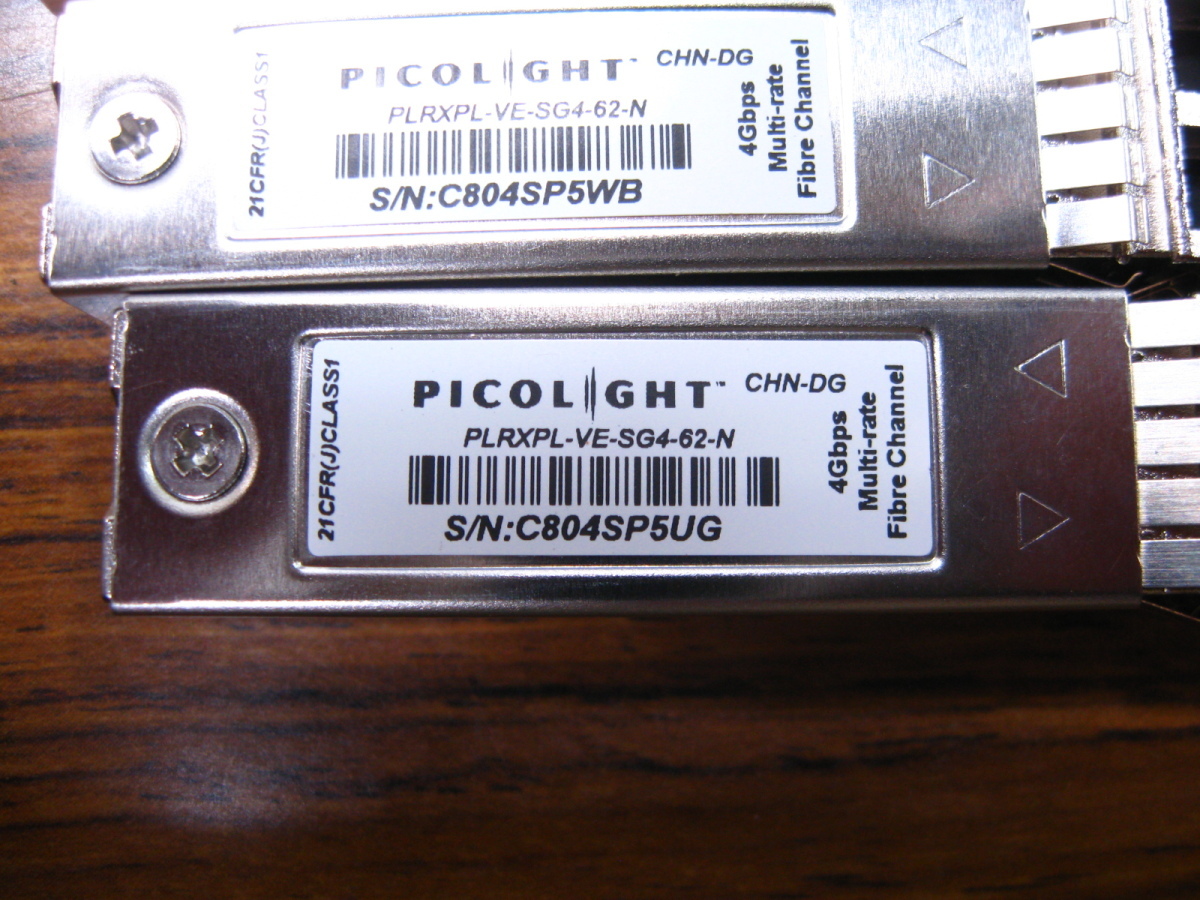 21CFR(J)CLASS1
PICOLIGHT™ CHN-DG
PLRXPL-VE-SG4-62-N
S/N:C804SP5WB
4Gbps
Multi-rate
Fibre Channel
21CFR(J)CLASS1
PICOLIGHT™ CHN-DG
PLRXPL-VE-SG4-62-N
S/N:C804SP5UG
4Gbps
Multi-rate
Fibre Channel